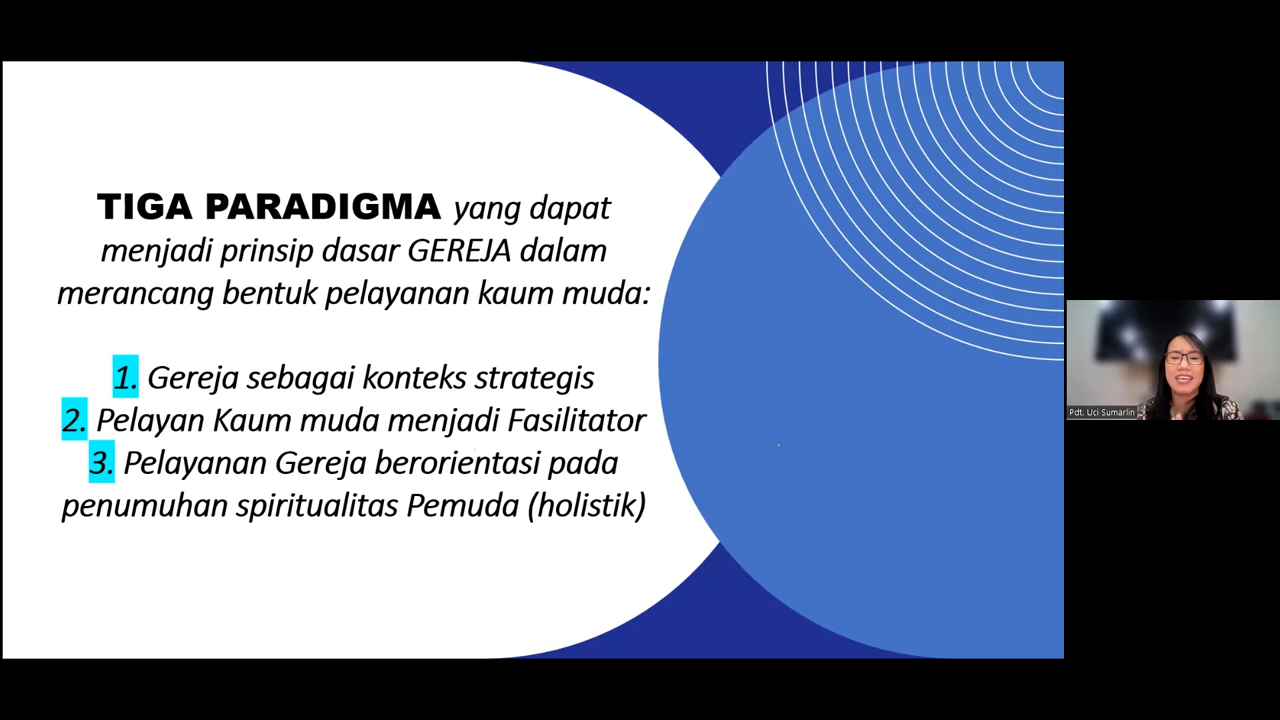 TIGA PARADIGMA yang dapat
menjadi prinsip dasar GEREJA dalam
merancang bentuk pelayanan kaum muda:
1. Gereja sebagai konteks strategis
2. Pelayan Kaum muda menjadi Fasilitator
3. Pelayanan Gereja berorientasi pada
penumuhan spiritualitas Pemuda (holistik)
Pdt. Uci Sumarlin